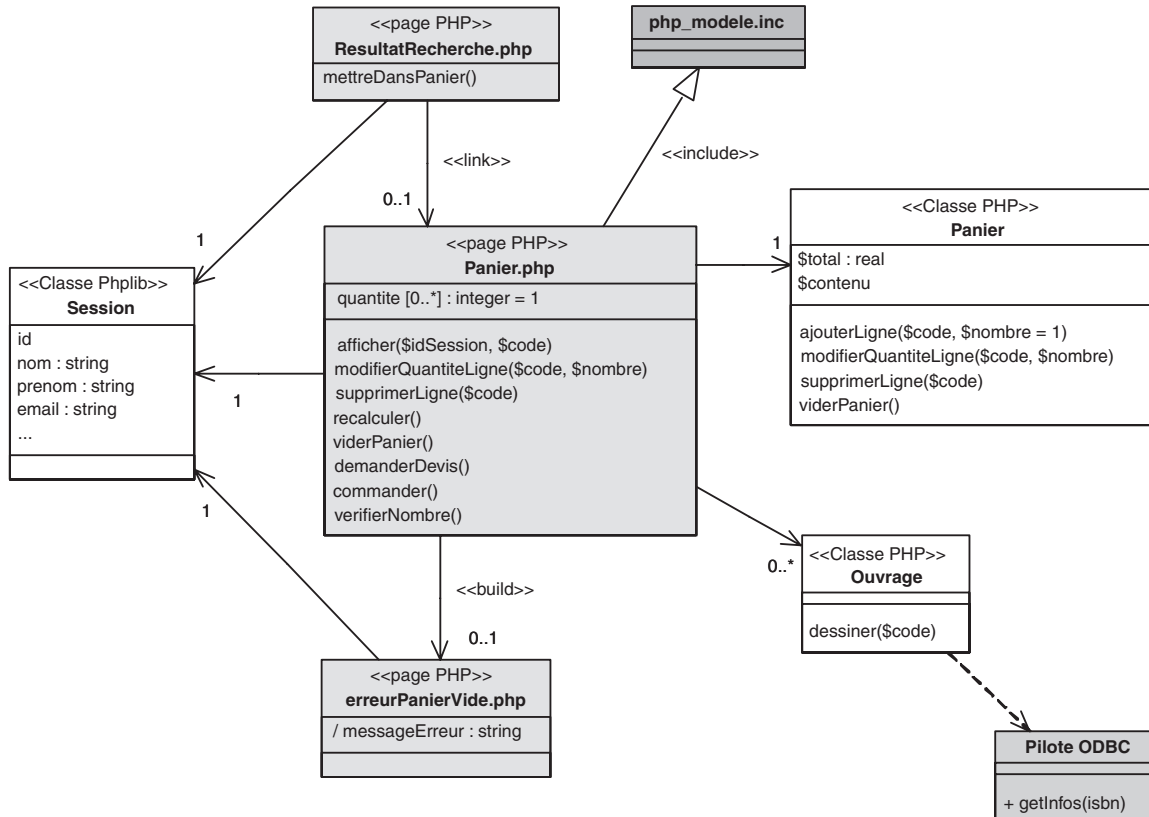 <<page PHP>>
ResultatRecherche.php
mettreDansPanier()
php_modele.inc
<<link>>
<<include>>
0..1
1
<<Classe PHP>>
Panier
$total : real
$contenu
ajouterLigne($code, $nombre = 1)
modifierQuantiteLigne($code, $nombre)
supprimerLigne($code)
viderPanier()
1
<<page PHP>>
Panier.php
quantite [0..*] : integer = 1
afficher($idSession, $code)
modifierQuantiteLigne($code, $nombre)
supprimerLigne($code)
recalculer()
viderPanier()
demanderDevis()
commander()
verifierNombre()
<<Classe Phplib>>
Session
id
nom : string
prenom : string
email : string
...
1
1
<<build>>
0..1
0..*
<<Classe PHP>>
Ouvrage
dessiner($code)
<<page PHP>>
erreurPanierVide.php
/ messageErreur : string
Pilote ODBC
+ getInfos(isbn)